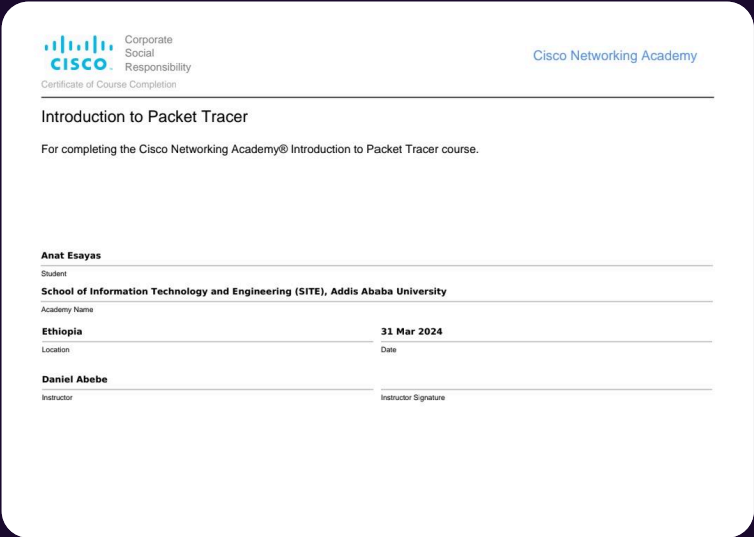 Corporate
Social
Responsibility
CISCO
Cisco Networking Academy
Certificate of Course Completion
Introduction to Packet Tracer
For completing the Cisco Networking Academy® Introduction to Packet Tracer course.
Anat Esayas
Student
School of Information Technology and Engineering (SITE), Addis Ababa University
Academy Name
Ethiopia
31 Mar 2024
Location
Date
Daniel Abebe
Instructor
Instructor Signature